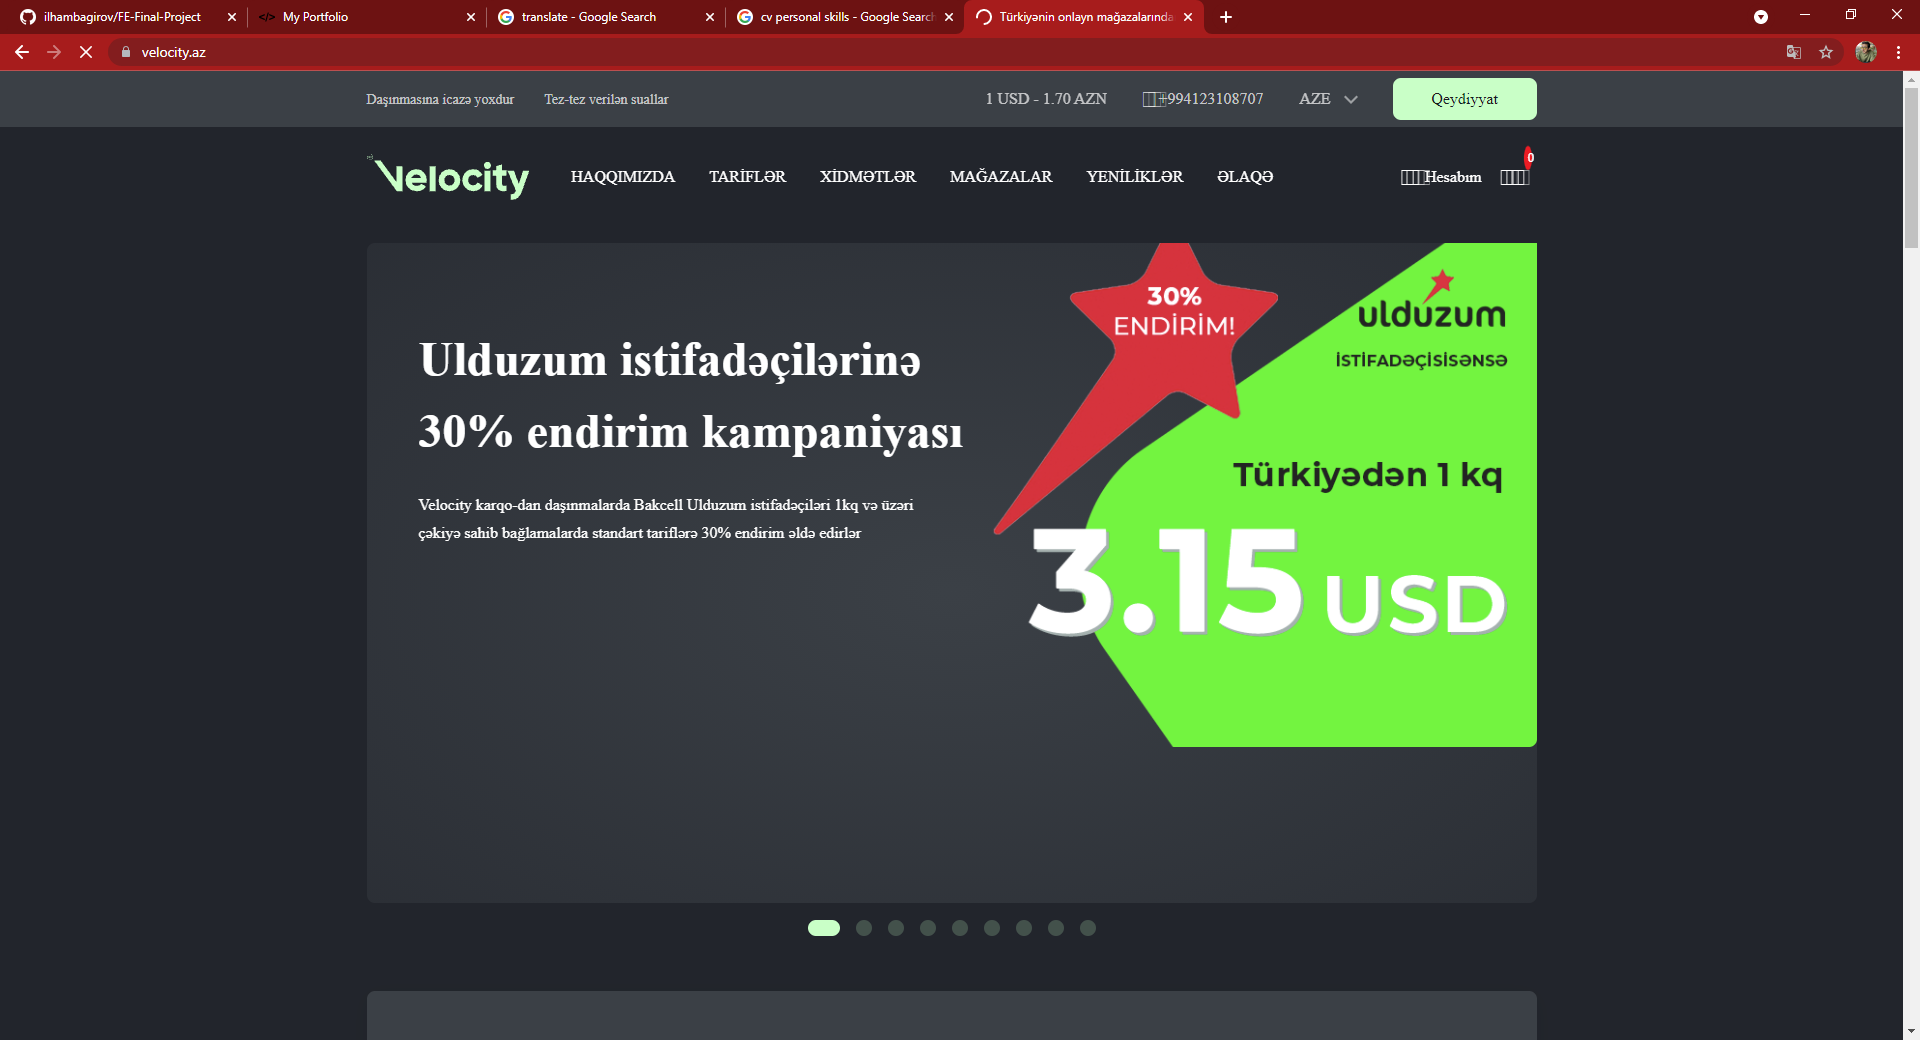 ilhambagirov/FE-Final-Project
</> My Portfolio
translate - Google Search
cv personal skills - Google Search
Türkiyənin onlayn mağazalarında
velocity.az
Daşınmasına icazə yoxdur
Tez-tez verilən suallar
1 USD - 1.70 AZN
+994123108707
AZE
Qeydiyyat
Velocity
HAQQIMIZDA
TARİFLƏR
XİDMƏTLƏR
MAĞAZALAR
YENİLİKLƏR
ƏLAQƏ
Hesabım
0
Ulduzum istifadəçilərinə
30% endirim kampaniyası
Velocity karqo-dan daşınmalarda Bakcell Ulduzum istifadəçiləri 1kq və üzəri
çəkiyə sahib bağlamalarda standart tariflərə 30% endirim əldə edirlər
30%
ENDİRİM!
ulduzum
İSTİFADƏÇİSİSƏNSƏ
Türkiyədən 1 kq
3.15 USD